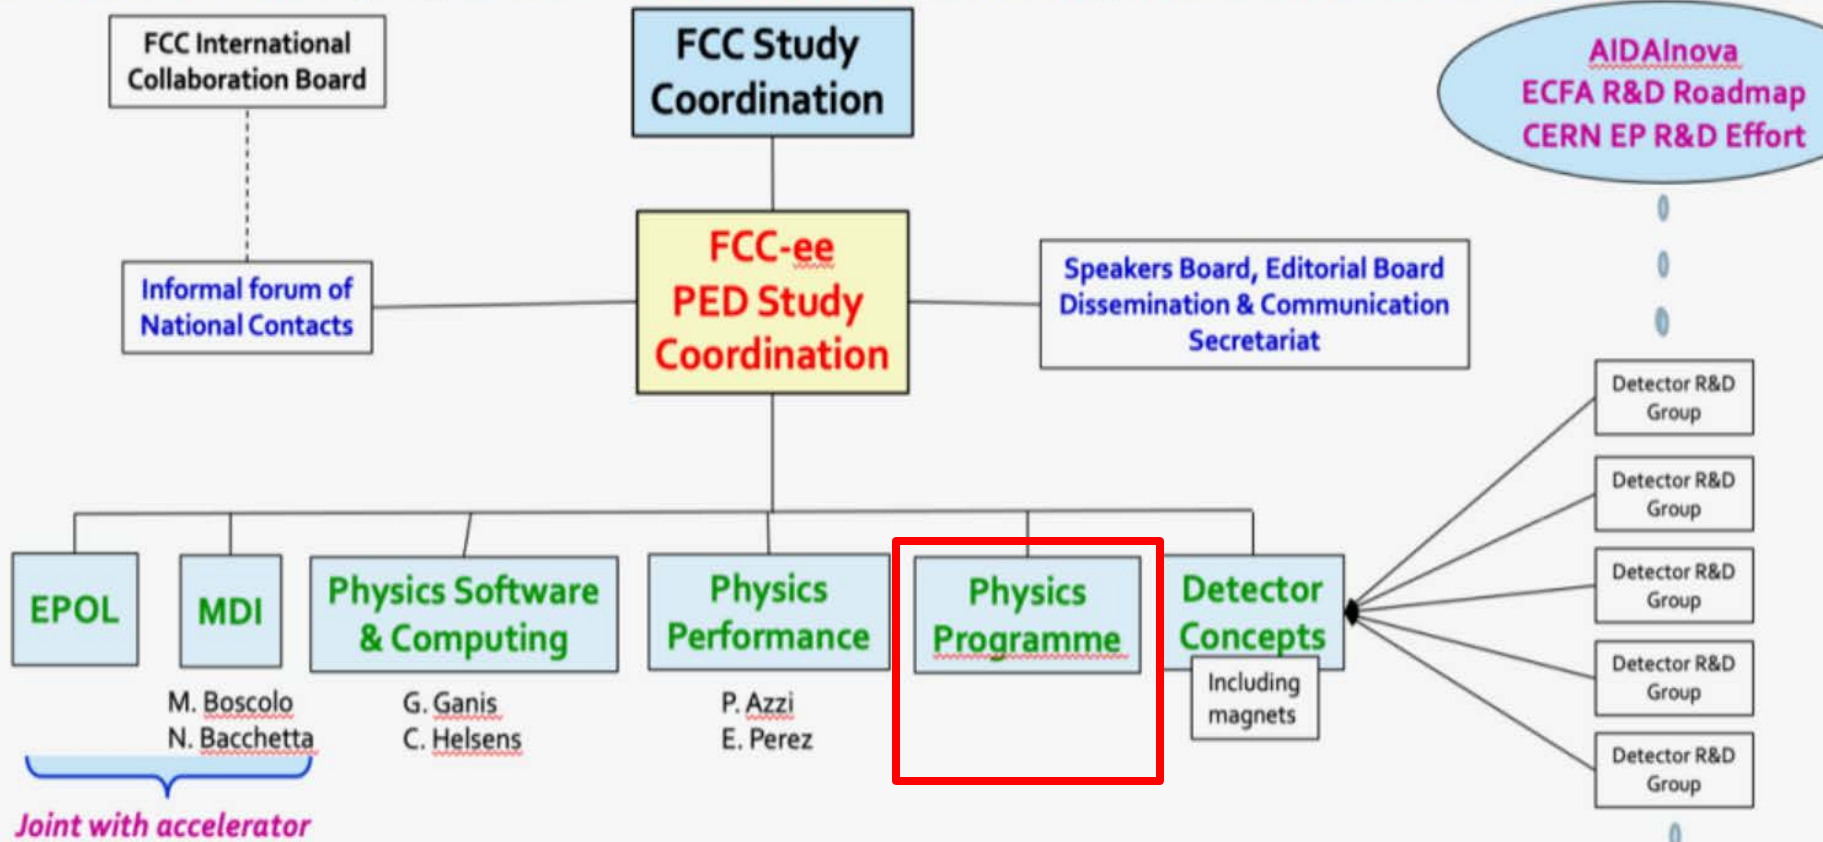 FCC International
Collaboration Board
FCC Study
Coordination
AIDAInova
ECFA R&D Roadmap
CERN EP R&D Effort
Informal forum of
National Contacts
FCC-ee
PED Study
Coordination
Speakers Board, Editorial Board
Dissemination & Communication
Secretariat
Detector R&D
Group
Detector R&D
Group
Detector R&D
Group
Detector R&D
Group
Detector R&D
Group
EPOL
MDI
Physics Software
& Computing
Physics
Performance
Physics
Programme
Detector
Concepts
Including
magnets
M. Boscolo
N. Bacchetta
G. Ganis
C. Helsens
P. Azzi
E. Perez
Joint with accelerator